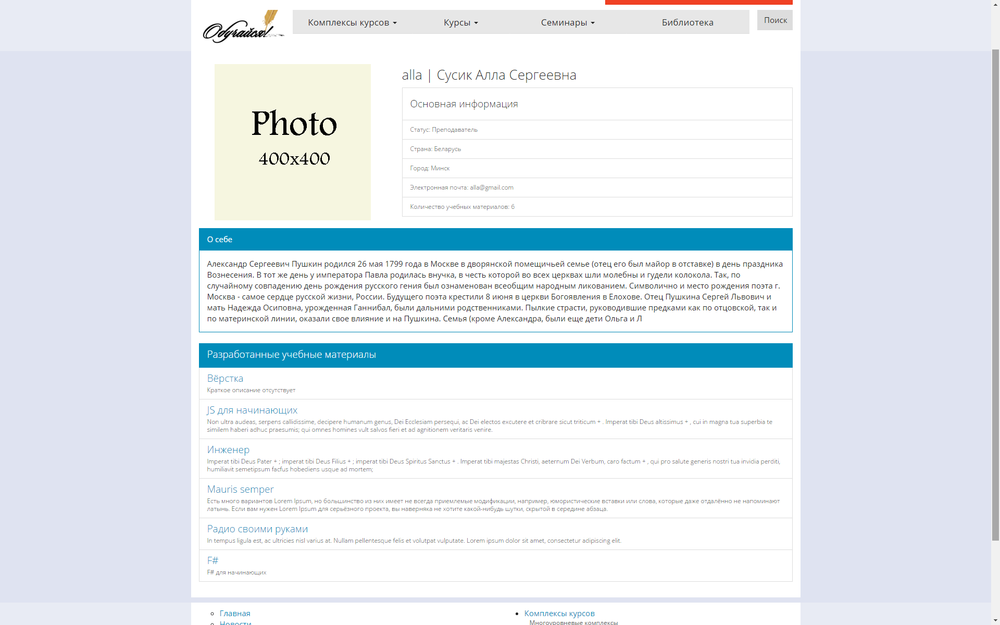 Обучайся!
Комплексы курсов
Курсы
Семинары
Библиотека
Поиск
Photo
400x400
alla | Сусик Алла Сергеевна
Основная информация
Статус: Преподаватель
Страна: Беларусь
Город: Минск
Электронная почта: alla@gmail.com
Количество учебных материалов: 6
О себе
Александр Сергеевич Пушкин родился 26 мая 1799 года в Москве в дворянской помещичьей семье (отец его был майор в отставке) в день праздника
Вознесения. В тот же день у императора Павла родилась внучка, в честь которой во всех церквах шли молебны и гудели колокола. Так, по
случайному совпадению день рождения русского гения был ознаменован всеобщим народным ликованием. Символично и место рождения поэта г.
Москва - самое сердце русской жизни, России. Будущего поэта крестили 8 июня в церкви Богоявления в Елохове. Отец Пушкина Сергей Львович и
мать Надежда Осиповна, урожденная Ганнибал, были дальними родственниками. Пылкие страсти, руководившие предками как по отцовской, так и
по материнской линии, оказали свое влияние и на Пушкина. Семья (кроме Александра, были еще дети Ольга и Л
Разработанные учебные материалы
Вёрстка
Краткое описание отсутствует
JS для начинающих
Non ultra audeas, serpens callidissime, decipere humanum genus, Dei Ecclesiam persequi, ac Dei electos excutere et cribrare sicut triticum + . Imperat tibi Deus altissimus + , cui in magna tua superbia te
similem haberi adhuc praesumis; qui omnes homines vult salvos fieri et ad agnitionem veritaris venire.
Инженер
Imperat tibi Deus Pater + ; imperat tibi Deus Filius + ; imperat tibi Deus Spiritus Sanctus + . Imperat tibi majestas Christi, aeternum Dei Verbum, caro factum + , qui pro salute generis nostri tua invidia perditi,
humiliavit semetipsum facfus hobediens usque ad mortem;
Mauris semper
Есть много вариантов Lorem Ipsum, но большинство из них имеет не всегда приемлемые модификации, например, юмористические вставки или слова, которые даже отдалённо не напоминают
латынь. Если вам нужен Lorem Ipsum для серьёзного проекта, вы наверняка не хотите какой-нибудь шутки, скрытой в середине абзаца.
Радио своими руками
In tempus ligula est, ac ultricies nisl varius at. Nullam pellentesque felis et volutpat vulputate. Lorem ipsum dolor sit amet, consectetur adipiscing elit.
F#
F# для начинающих
Главная
Новости
Комплексы курсов
Многоуровневые комплексы